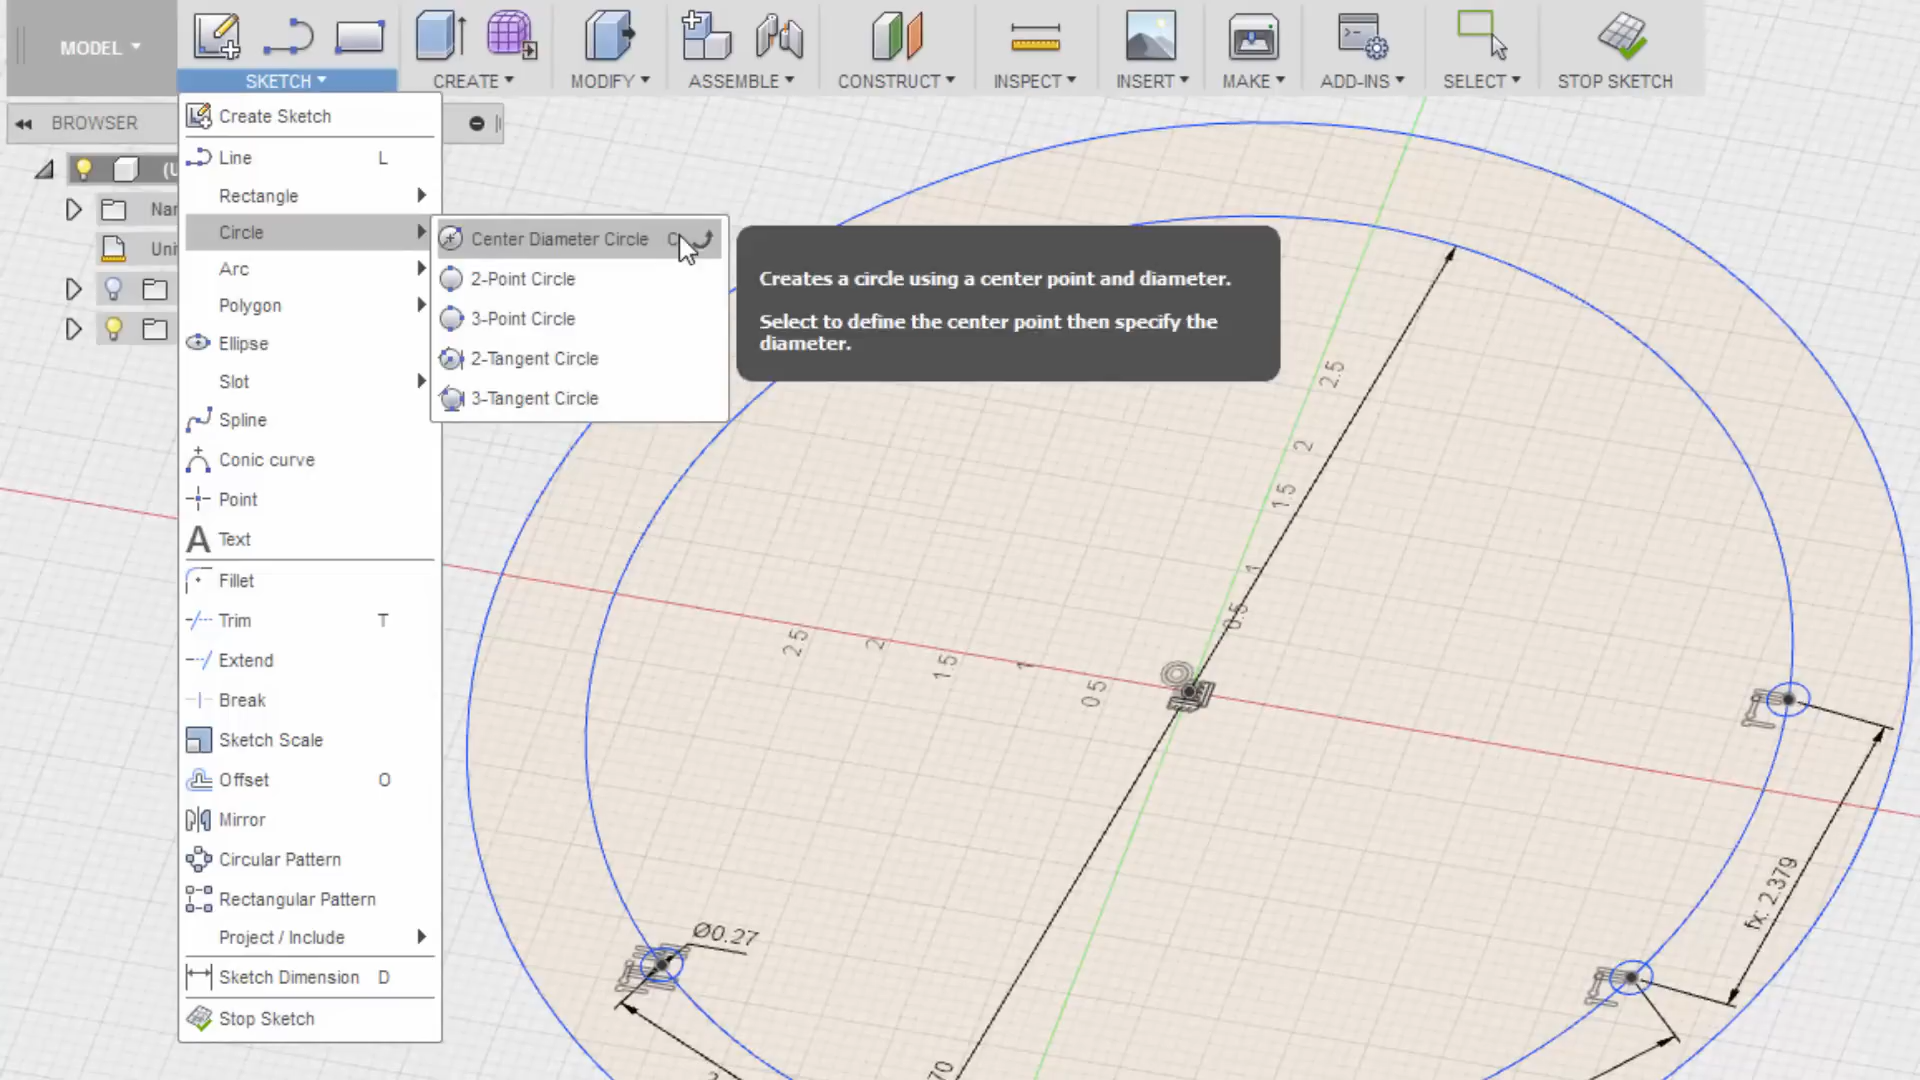 MODEL
SKETCH
CREATE
MODIFY
ASSEMBLE
CONSTRUCT
INSPECT
INSERT
MAKE
ADD-INS
SELECT
STOP SKETCH
BROWSER
Create Sketch
Line L
Rectangle
Circle
Arc
Polygon
Ellipse
Slot
Spline
Conic curve
Point
Text
Fillet
Trim T
Extend
Break
Sketch Scale
Offset O
Mirror
Circular Pattern
Rectangular Pattern
Project / Include
Sketch Dimension D
Stop Sketch
Center Diameter Circle
2-Point Circle
3-Point Circle
2-Tangent Circle
3-Tangent Circle
Creates a circle using a center point and diameter.
Select to define the center point then specify the
diameter.
2.5
2
1.5
1
0.5
2.5
2
1.5
1
0.5
Ø0.27
fx: 2.379